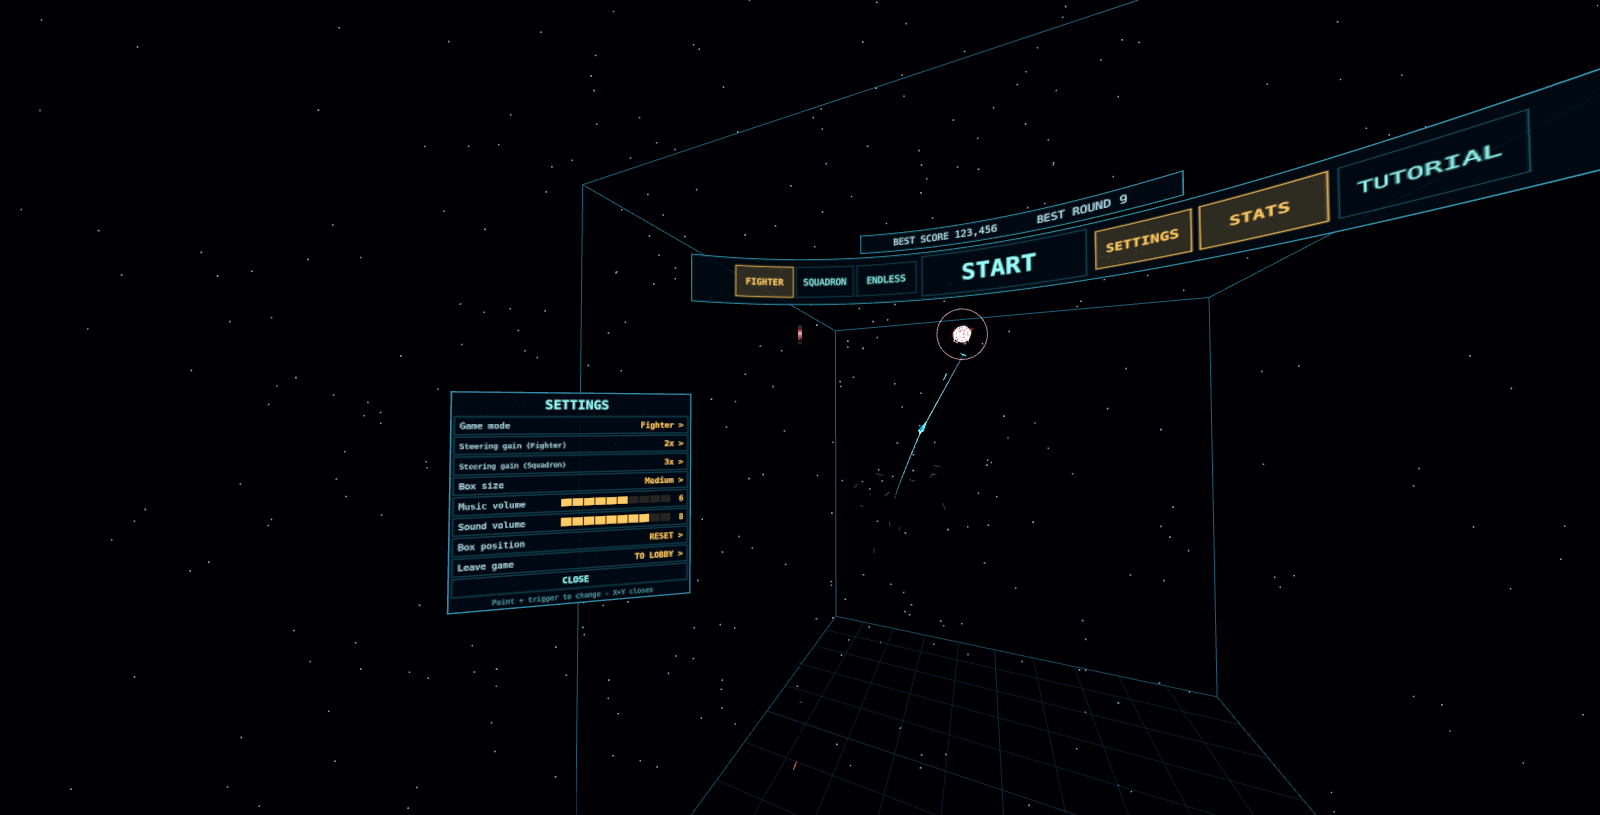 BEST SCORE 123,456 BEST ROUND 9
FIGHTER SQUADRON ENDLESS START SETTINGS STATS TUTORIAL
SETTINGS
Game mode Fighter >
Steering gain (Fighter) 2x >
Steering gain (Squadron) 3x >
Box size Medium >
Music volume 6
Sound volume 8
Box position RESET >
Leave game TO LOBBY >
CLOSE
Point + trigger to change - X+Y closes